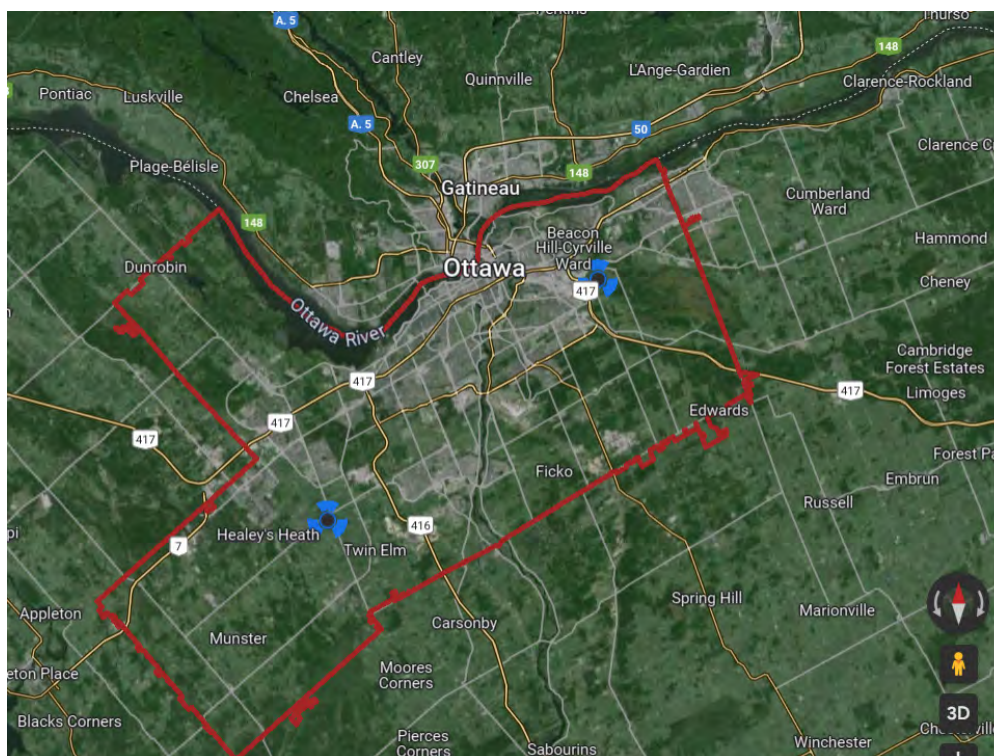 Thurso
Perkins
A. 5
148
Cantley
L'Ange-Gardien
Quinnville
Clarence-Rockland
Pontiac
Luskville
Chelsea
A. 5
50
Clarence
307
148
Plage-Bélisle
Gatineau
Cumberland
Ward
148
Beacon
Hill-Cyrville
Ward
Hammond
Dunrobin
Ottawa
417
Cheney
Ottawa River
Cambridge
Forest Estates
417
417
Limoges
417
417
Edwards
Forest
Ficko
Embrun
Russell
416
Healey's Heath
Twin Elm
7
Spring Hill
Marionville
Appleton
Carsonby
Munster
Moores
Corners
eton Place
3D
Blacks Corners
Pierces
Corners
Sabourins
Winchester